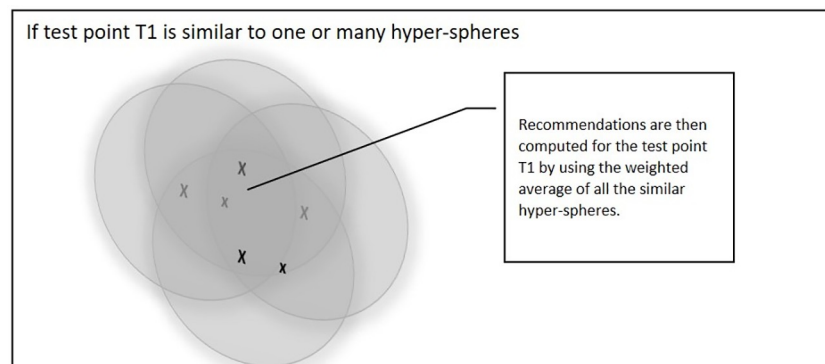 If test point T1 is similar to one or many hyper-spheres
X
X
x
X
X
x
Recommendations are then
computed for the test point
T1 by using the weighted
average of all the similar
hyper-spheres.